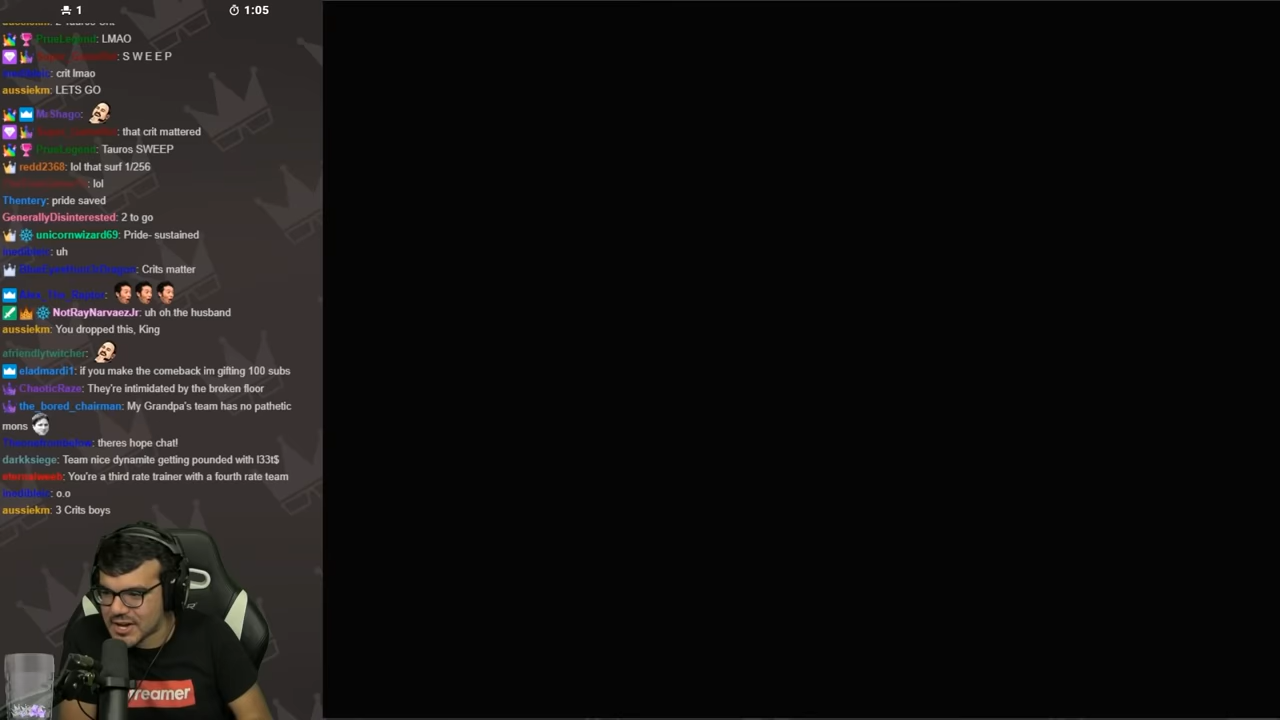 1
1:05
PrueLegend: LMAO
: S W E E P
: crit lmao
aussiekm: LETS GO
MrShago:
: that crit mattered
PrueLegend: Tauros SWEEP
redd2368: lol that surf 1/256
: lol
Thentery: pride saved
GenerallyDisinterested: 2 to go
unicornwizard69: Pride- sustained
: uh
: Crits matter
NotRayNarvaezJr: uh oh the husband
aussiekm: You dropped this, King
afriendlytwitcher:
eladmardi1: if you make the comeback im gifting 100 subs
ChaoticRaze: They're intimidated by the broken floor
the_bored_chairman: My Grandpa's team has no pathetic
mons
: theres hope chat!
darkksiege: Team nice dynamite getting pounded with l33t$
eternalweeb: You're a third rate trainer with a fourth rate team
: o.o
aussiekm: 3 Crits boys
reamer